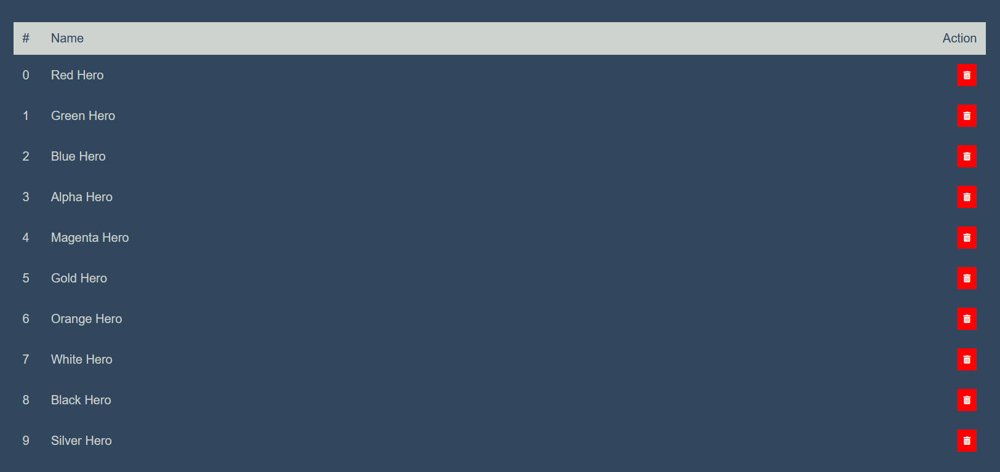 # Name Action
0 Red Hero
1 Green Hero
2 Blue Hero
3 Alpha Hero
4 Magenta Hero
5 Gold Hero
6 Orange Hero
7 White Hero
8 Black Hero
9 Silver Hero